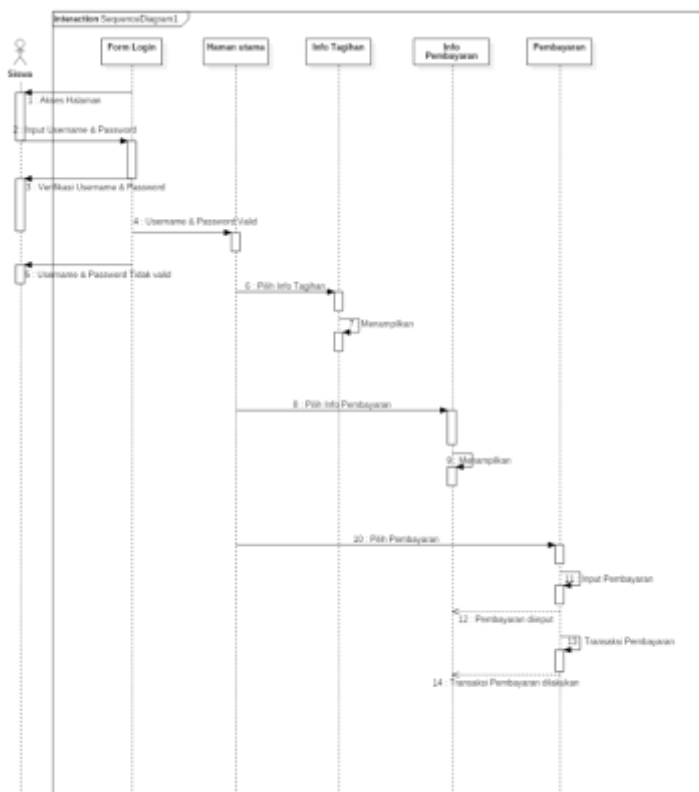 interaction SequenceDiagram1
Siswa
Form Login
Haman utama
Info Tagihan
Info
Pembayaran
Pembayaran
1 : Akses Halaman
2 : Input Username & Password
3 : Verifikasi Username & Password
4 : Username & Password Valid
5 : Username & Password Tidak valid
6 : Pilih Info Tagihan
7 : Menampilkan
8 : Pilih Info Pembayaran
9 : Menampilkan
10 : Pilih Pembayaran
11 : Input Pembayaran
12 : Pembayaran diinput
13 : Transaksi Pembayaran
14 : Transaksi Pembayaran dilakukan